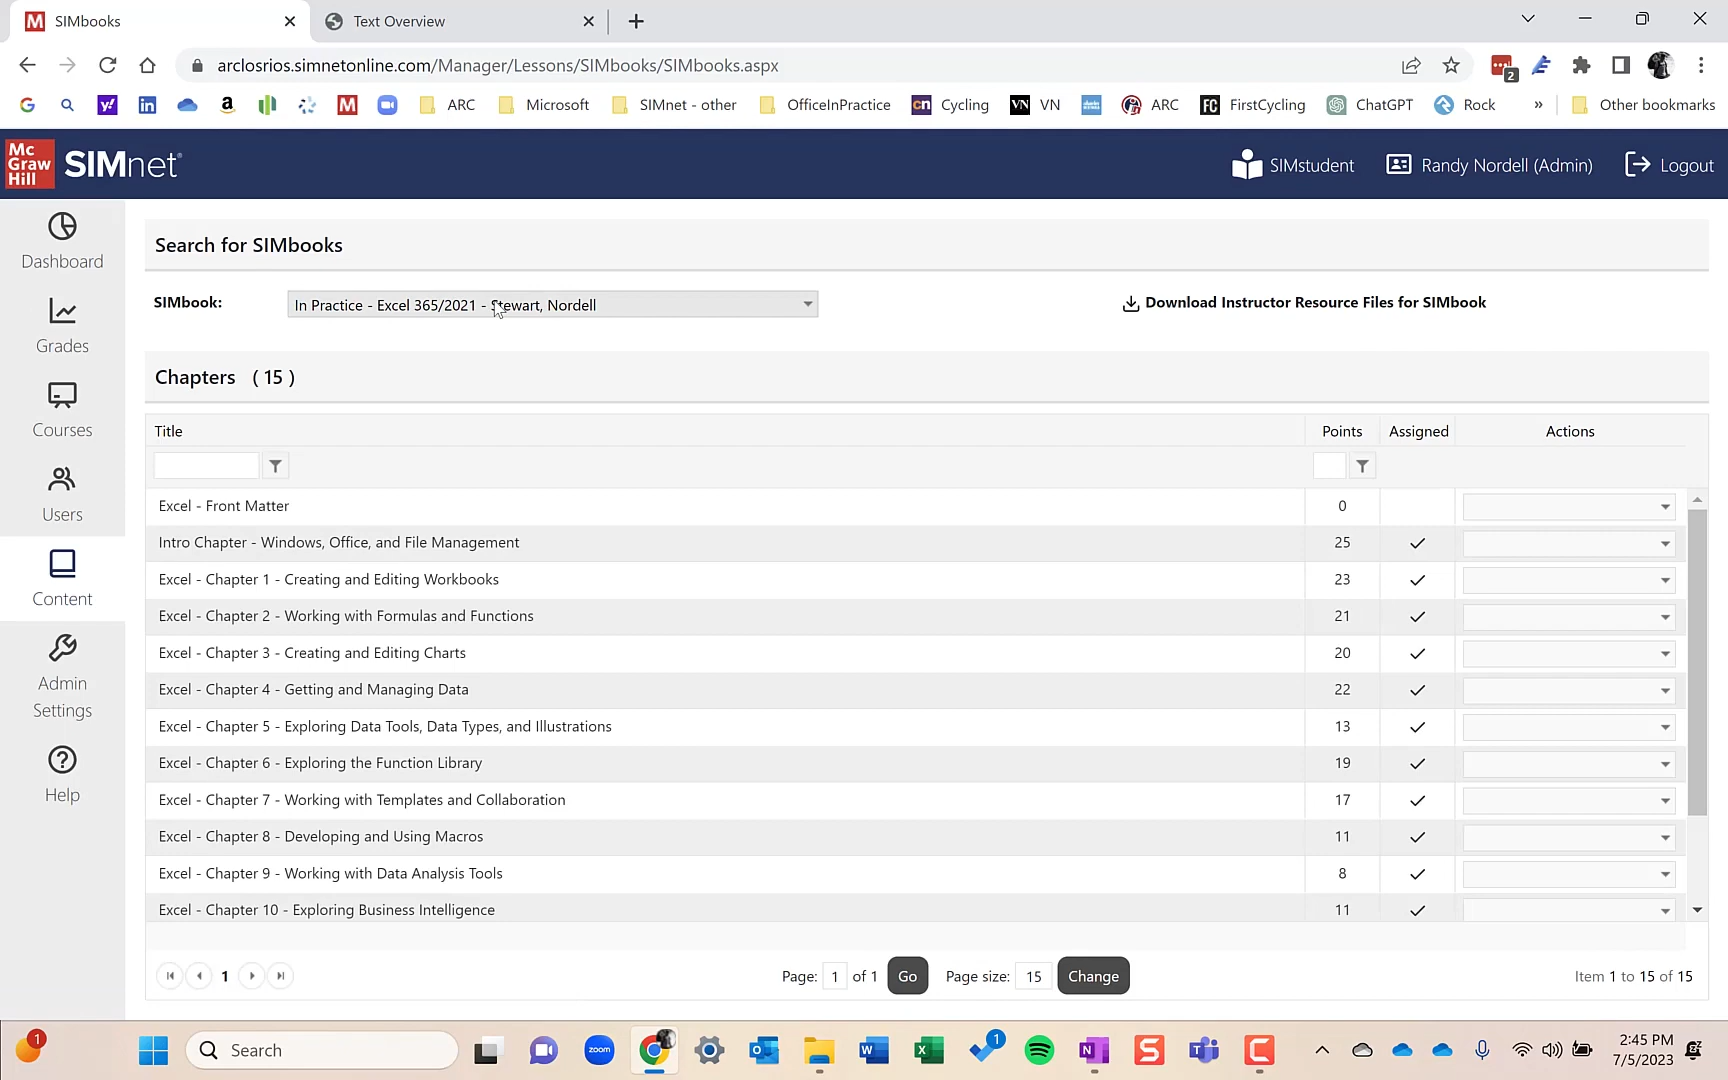 SIMbooks
Text Overview
arclosrios.simnetonline.com/Manager/Lessons/SIMbooks/SIMbooks.aspx
2
ARC
Microsoft
SIMnet - other
OfficeInPractice
cn Cycling
VN VN
ARC
FC FirstCycling
ChatGPT
Rock
»
Other bookmarks
Mc Graw Hill
SIMnet
SIMstudent
Randy Nordell (Admin)
Logout
Dashboard
Grades
Courses
Users
Content
Admin Settings
Help
Search for SIMbooks
SIMbook:
In Practice - Excel 365/2021 - Stewart, Nordell
Download Instructor Resource Files for SIMbook
Chapters ( 15 )
Title Points Assigned Actions
Excel - Front Matter 0
Intro Chapter - Windows, Office, and File Management 25
Excel - Chapter 1 - Creating and Editing Workbooks 23
Excel - Chapter 2 - Working with Formulas and Functions 21
Excel - Chapter 3 - Creating and Editing Charts 20
Excel - Chapter 4 - Getting and Managing Data 22
Excel - Chapter 5 - Exploring Data Tools, Data Types, and Illustrations 13
Excel - Chapter 6 - Exploring the Function Library 19
Excel - Chapter 7 - Working with Templates and Collaboration 17
Excel - Chapter 8 - Developing and Using Macros 11
Excel - Chapter 9 - Working with Data Analysis Tools 8
Excel - Chapter 10 - Exploring Business Intelligence 11
1
Page: 1 of 1 Go Page size: 15 Change
Item 1 to 15 of 15
1
Search
zoom
1
2:45 PM
7/5/2023